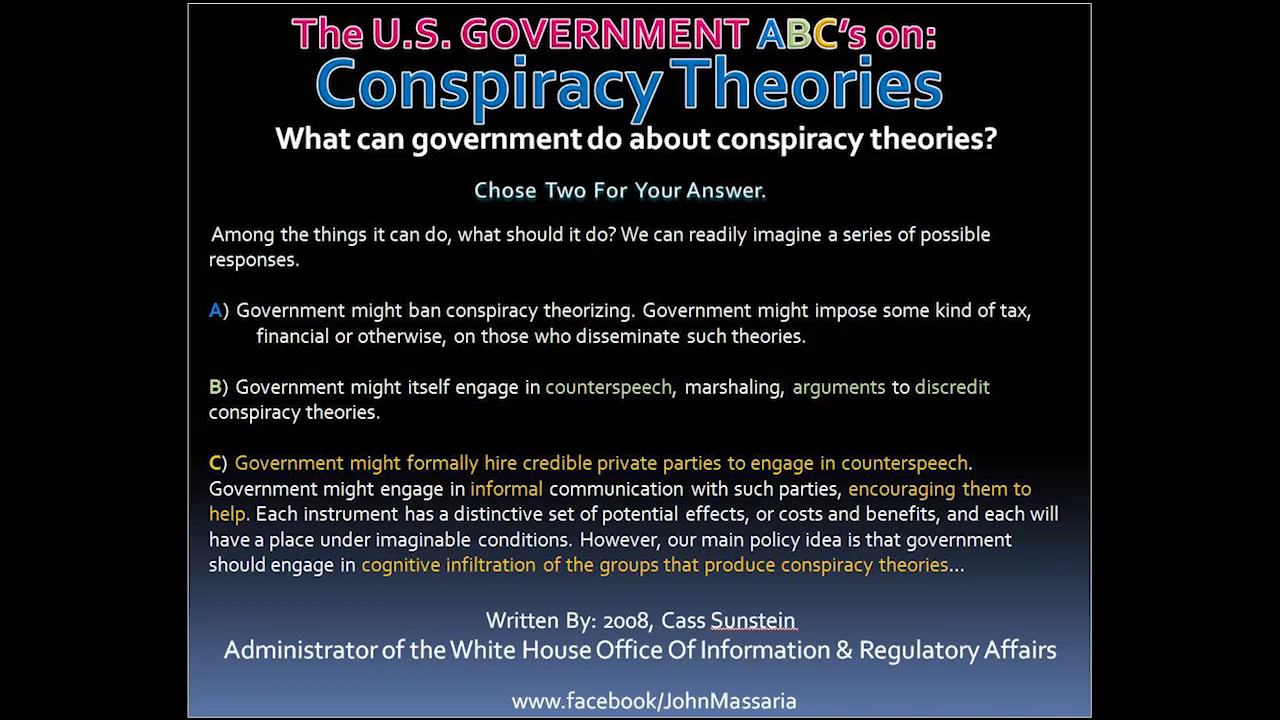 The U.S. GOVERNMENT ABC's on:
Conspiracy Theories
What can government do about conspiracy theories?
Chose Two For Your Answer.
Among the things it can do, what should it do? We can readily imagine a series of possible
responses.
A) Government might ban conspiracy theorizing. Government might impose some kind of tax,
financial or otherwise, on those who disseminate such theories.
B) Government might itself engage in counterspeech, marshaling, arguments to discredit
conspiracy theories.
C) Government might formally hire credible private parties to engage in counterspeech.
Government might engage in informal communication with such parties, encouraging them to
help. Each instrument has a distinctive set of potential effects, or costs and benefits, and each will
have a place under imaginable conditions. However, our main policy idea is that government
should engage in cognitive infiltration of the groups that produce conspiracy theories...
Written By: 2008, Cass Sunstein
Administrator of the White House Office Of Information & Regulatory Affairs
www.facebook/JohnMassaria